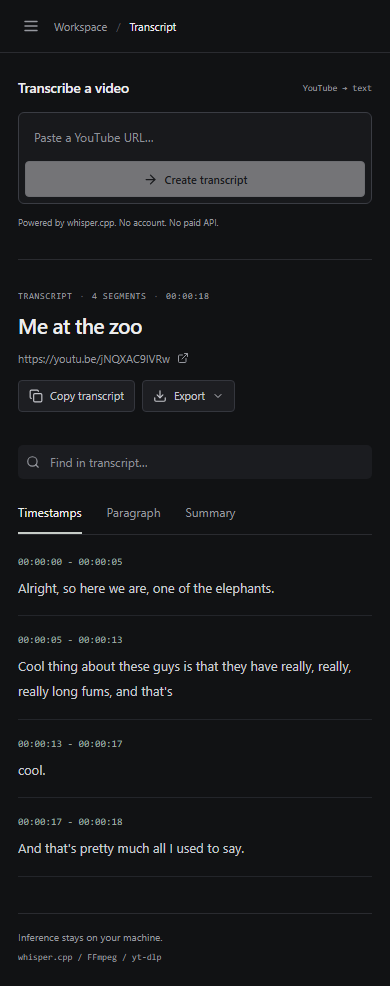 Workspace / Transcript
Transcribe a video
YouTube → text
Paste a YouTube URL...
→ Create transcript
Powered by whisper.cpp. No account. No paid API.
TRANSCRIPT · 4 SEGMENTS · 00:00:18
Me at the zoo
https://youtu.be/jNQXAC9IVRw
Copy transcript
Export
Find in transcript...
Timestamps
Paragraph
Summary
00:00:00 - 00:00:05
Alright, so here we are, one of the elephants.
00:00:05 - 00:00:13
Cool thing about these guys is that they have really, really,
really long fums, and that's
00:00:13 - 00:00:17
cool.
00:00:17 - 00:00:18
And that's pretty much all I used to say.
Inference stays on your machine.
whisper.cpp / FFmpeg / yt-dlp